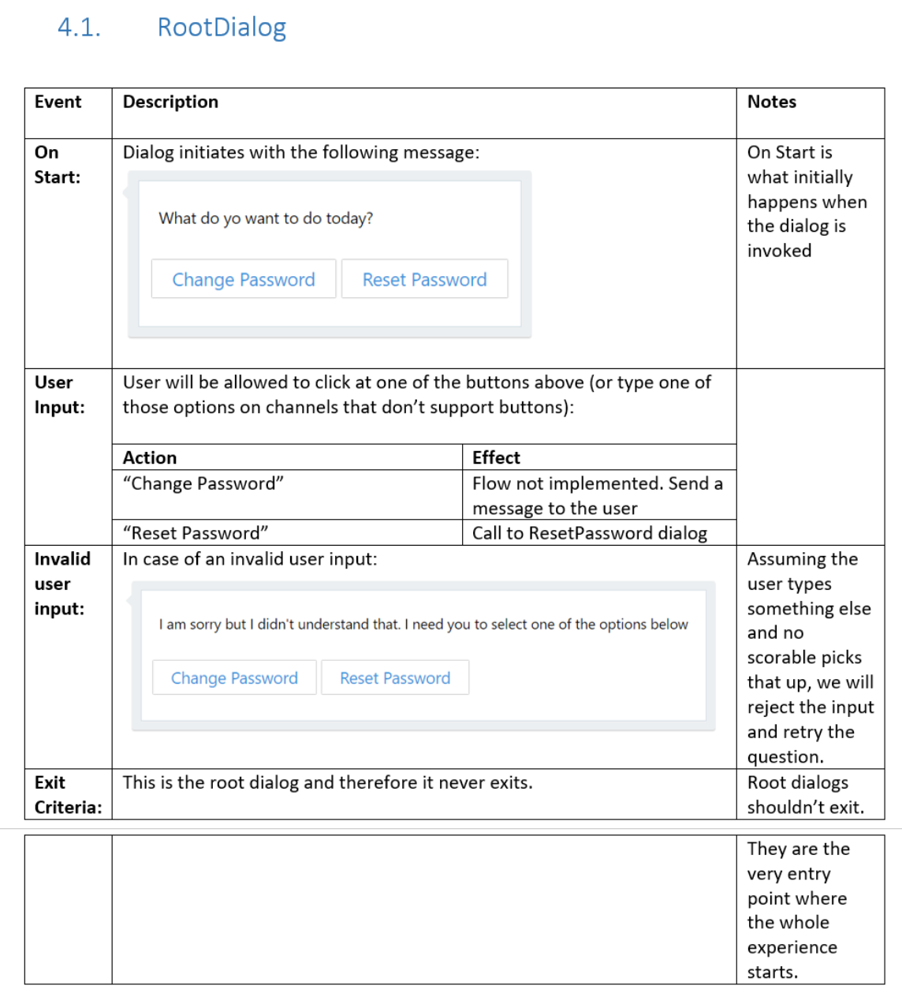 4.1. RootDialog
Event
Description
Notes
On
Start:
Dialog initiates with the following message:
What do yo want to do today?
Change Password
Reset Password
On Start is
what initially
happens when
the dialog is
invoked
User
Input:
User will be allowed to click at one of the buttons above (or type one of
those options on channels that don’t support buttons):
Action
Effect
“Change Password”
Flow not implemented. Send a
message to the user
“Reset Password”
Call to ResetPassword dialog
Invalid
user
input:
In case of an invalid user input:
I am sorry but I didn't understand that. I need you to select one of the options below
Change Password
Reset Password
Assuming the
user types
something else
and no
scorable picks
that up, we will
reject the input
and retry the
question.
Exit
Criteria:
This is the root dialog and therefore it never exits.
Root dialogs
shouldn’t exit.
They are the
very entry
point where
the whole
experience
starts.